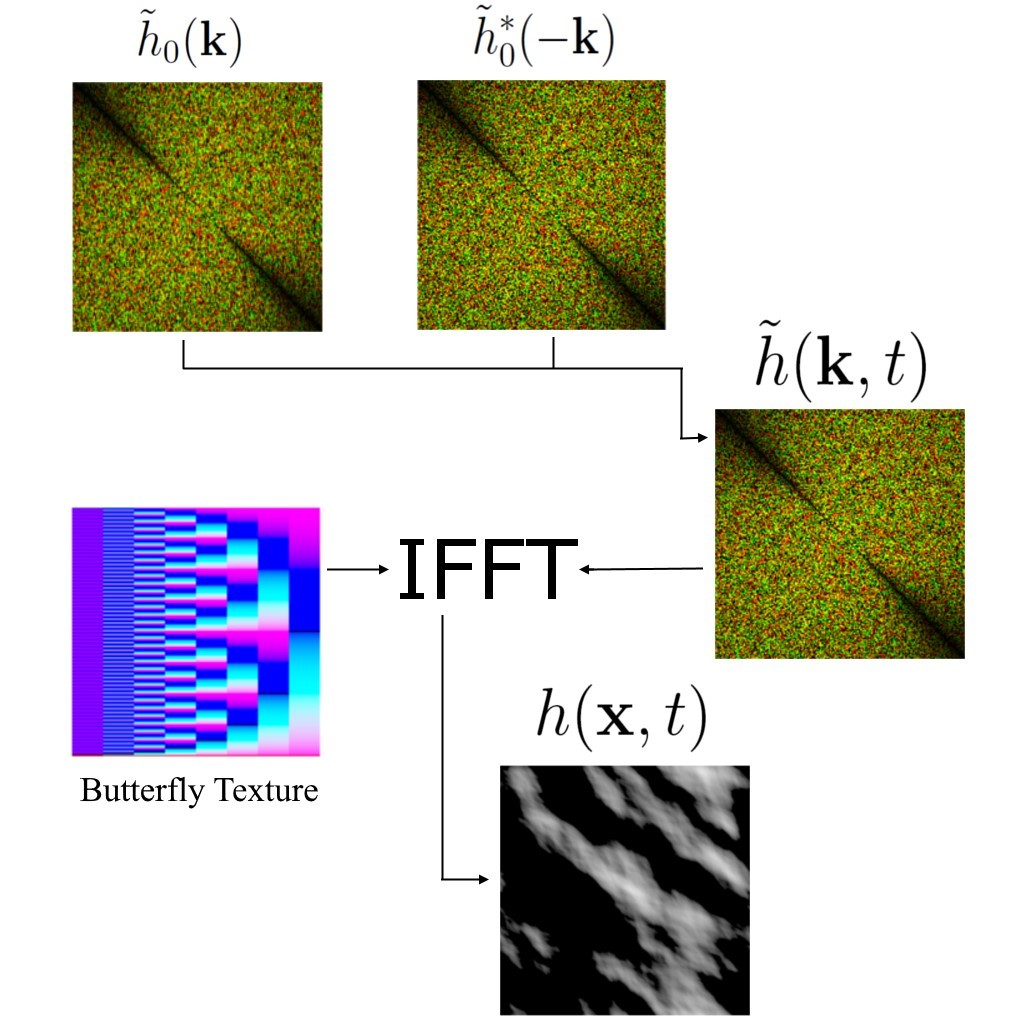 h̃₀(𝐤)
h̃₀*(−𝐤)
h̃(𝐤, t)
IFFT
h(𝐱, t)
Butterfly Texture